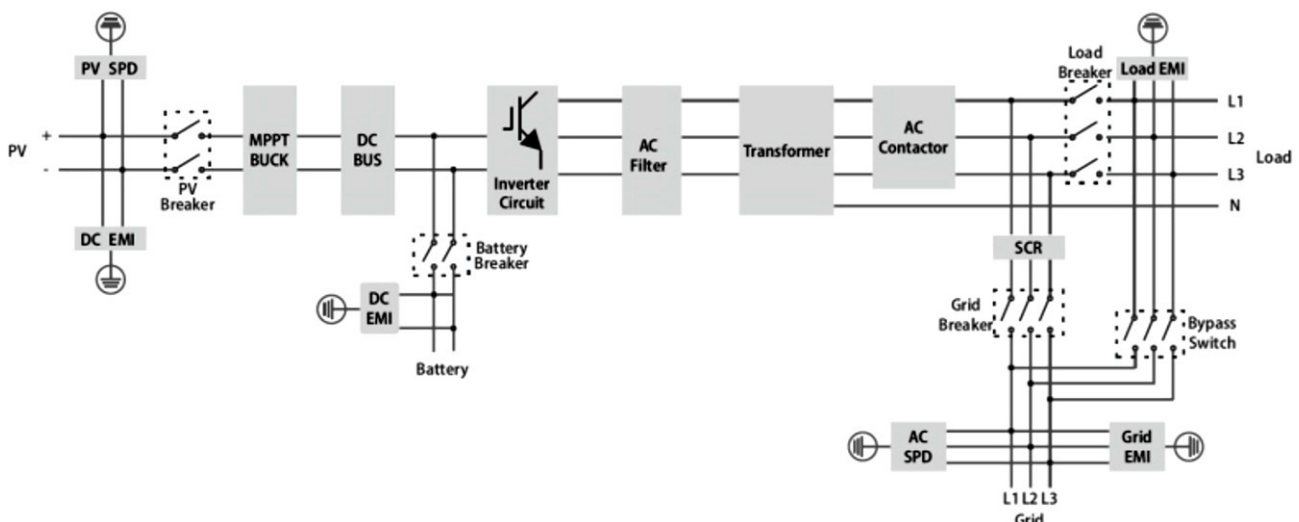 PV SPD
PV
+
-
PV
Breaker
DC EMI
MPPT
BUCK
DC
BUS
Battery
Breaker
DC
EMI
Battery
Inverter
Circuit
AC
Filter
Transformer
AC
Contactor
Load
Breaker
Load EMI
L1
L2
L3
N
Load
SCR
Grid
Breaker
Bypass
Switch
AC
SPD
Grid
EMI
L1 L2 L3
Grid